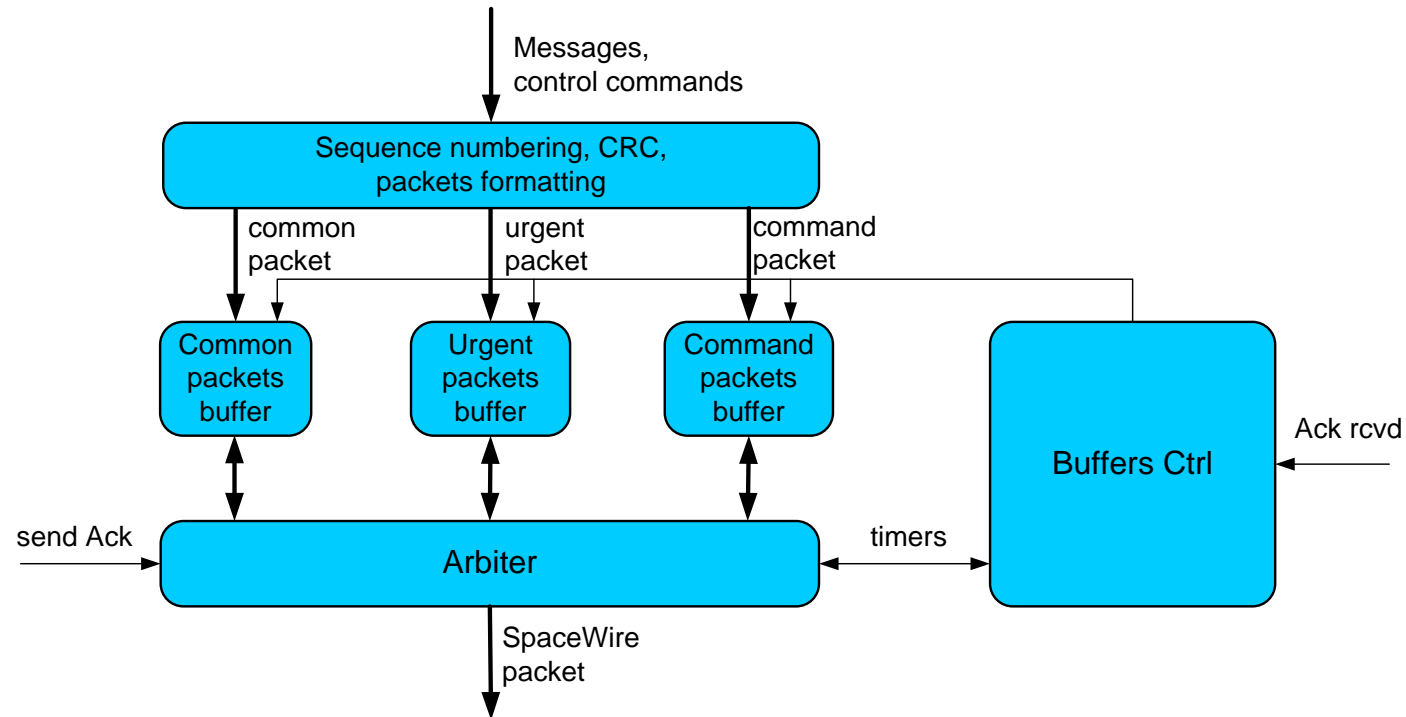 Messages,
control commands
Sequence numbering, CRC,
packets formatting
common
packet
urgent
packet
command
packet
Common
packets
buffer
Urgent
packets
buffer
Command
packets
buffer
Buffers Ctrl
Ack rcvd
send Ack
Arbiter
timers
SpaceWire
packet